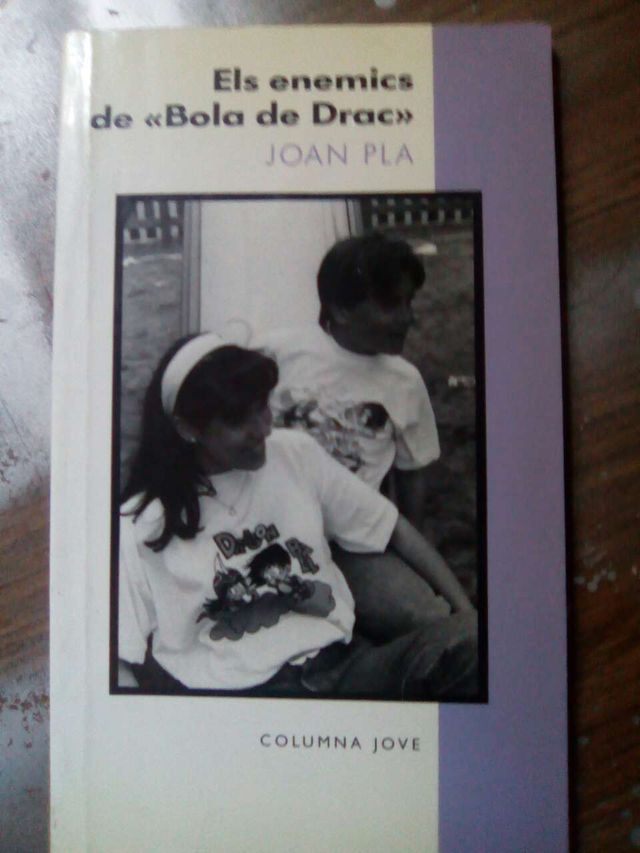 Els enemics
de «Bola de Drac»
JOAN PLA
COLUMNA JOVE